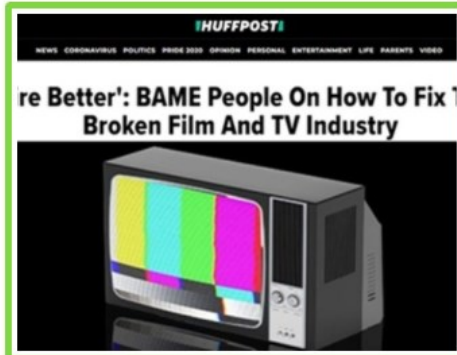 HUFFPOST
NEWS CORONAVIRUS POLITICS PRIDE 2020 OPINION PERSONAL ENTERTAINMENT LIFE PARENTS VIDEO
re Better': BAME People On How To Fix T
Broken Film And TV Industry